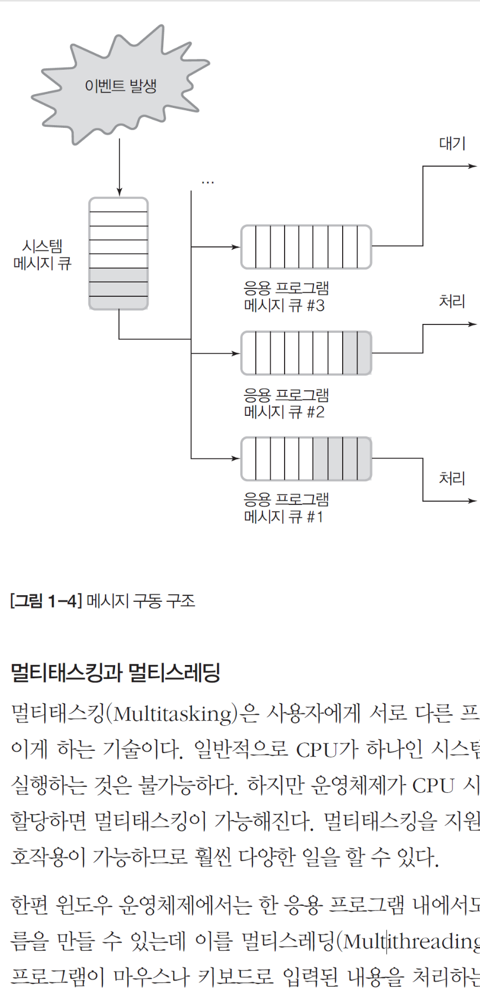 이벤트 발생
대기
...
시스템
메시지 큐
응용 프로그램
메시지 큐 #3
처리
응용 프로그램
메시지 큐 #2
처리
응용 프로그램
메시지 큐 #1
[그림 1-4] 메시지 구동 구조
멀티태스킹과 멀티스레딩
멀티태스킹(Multitasking)은 사용자에게 서로 다른 프
이게 하는 기술이다. 일반적으로 CPU가 하나인 시스템
실행하는 것은 불가능하다. 하지만 운영체제가 CPU 시
할당하면 멀티태스킹이 가능해진다. 멀티태스킹을 지원
호작용이 가능하므로 훨씬 다양한 일을 할 수 있다.
한편 윈도우 운영체제에서는 한 응용 프로그램 내에서도
름을 만들 수 있는데 이를 멀티스레딩(Multithreading
프로그램이 마우스나 키보드로 입력된 내용을 처리하는